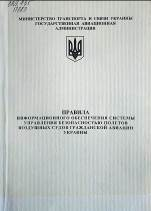 МИНИСТЕРСТВО ТРАНСПОРТА И СВЯЗИ УКРАИНЫ
ГОСУДАРСТВЕННАЯ АВИАЦИОННАЯ
АДМИНИСТРАЦИЯ
ПРАВИЛА
ИНФОРМАЦИОННОГО ОБЕСПЕЧЕНИЯ СИСТЕМЫ
УПРАВЛЕНИЯ БЕЗОПАСНОСТЬЮ ПОЛЕТОВ
ВОЗДУШНЫХ СУДОВ ГРАЖДАНСКОЙ АВИАЦИИ
УКРАИНЫ